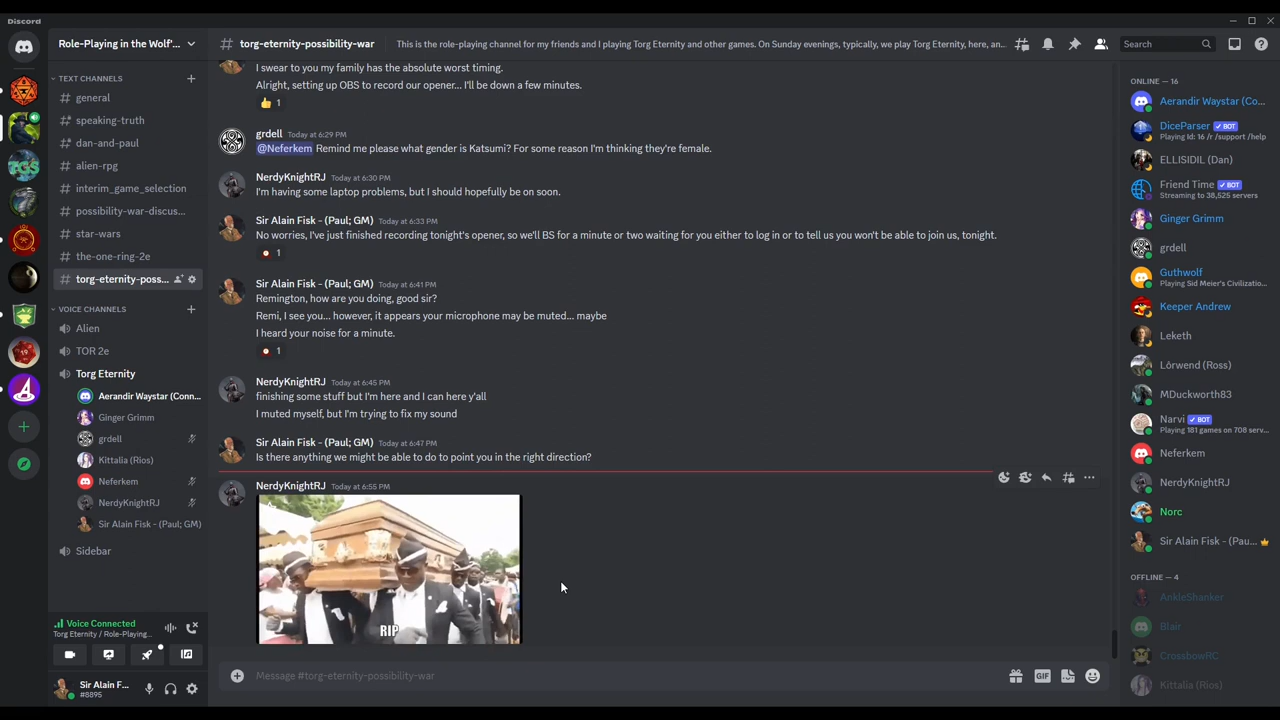 Discord
Role-Playing in the Wolf'...
torg-eternity-possibility-war
This is the role-playing channel for my friends and I playing Torg Eternity and other games. On Sunday evenings, typically, we play Torg Eternity, here, an...
Search
TEXT CHANNELS
general
speaking-truth
dan-and-paul
alien-rpg
interim_game_selection
possibility-war-discus...
star-wars
the-one-ring-2e
torg-eternity-poss...
VOICE CHANNELS
Alien
TOR 2e
Torg Eternity
Aerandir Waystar (Conn...
Ginger Grimm
grdell
Kittalia (Ríos)
Neferkem
NerdyKnightRJ
Sir Alain Fisk - (Paul; GM)
Sidebar
Voice Connected
Torg Eternity / Role-Playing...
Sir Alain F...
#8895
I swear to you my family has the absolute worst timing.
Alright, setting up OBS to record our opener... I'll be down a few minutes.
1
grdell Today at 6:29 PM
@Neferkem Remind me please what gender is Katsumi? For some reason I'm thinking they're female.
NerdyKnightRJ Today at 6:30 PM
I'm having some laptop problems, but I should hopefully be on soon.
Sir Alain Fisk - (Paul; GM) Today at 6:33 PM
No worries, I've just finished recording tonight's opener, so we'll BS for a minute or two waiting for you either to log in or to tell us you won't be able to join us, tonight.
1
Sir Alain Fisk - (Paul; GM) Today at 6:41 PM
Remington, how are you doing, good sir?
Remi, I see you... however, it appears your microphone may be muted... maybe
I heard your noise for a minute.
1
NerdyKnightRJ Today at 6:45 PM
finishing some stuff but I'm here and I can here y'all
I muted myself, but I'm trying to fix my sound
Sir Alain Fisk - (Paul; GM) Today at 6:47 PM
Is there anything we might be able to do to point you in the right direction?
NerdyKnightRJ Today at 6:55 PM
RIP
Message #torg-eternity-possibility-war
GIF
ONLINE — 16
Aerandir Waystar (Co...
DiceParser BOT
Playing Id: 16 /r /support /help
ELLISIDIL (Dan)
Friend Time BOT
Streaming to 38,525 servers
Ginger Grimm
grdell
Guthwolf
Playing Sid Meier's Civilizatio...
Keeper Andrew
Leketh
Lórwend (Ross)
MDuckworth83
Narvi BOT
Playing 181 games on 708 serv...
Neferkem
NerdyKnightRJ
Norc
Sir Alain Fisk - (Pau...
OFFLINE — 4
AnkleShanker
Blair
CrossbowRC
Kittalia (Ríos)